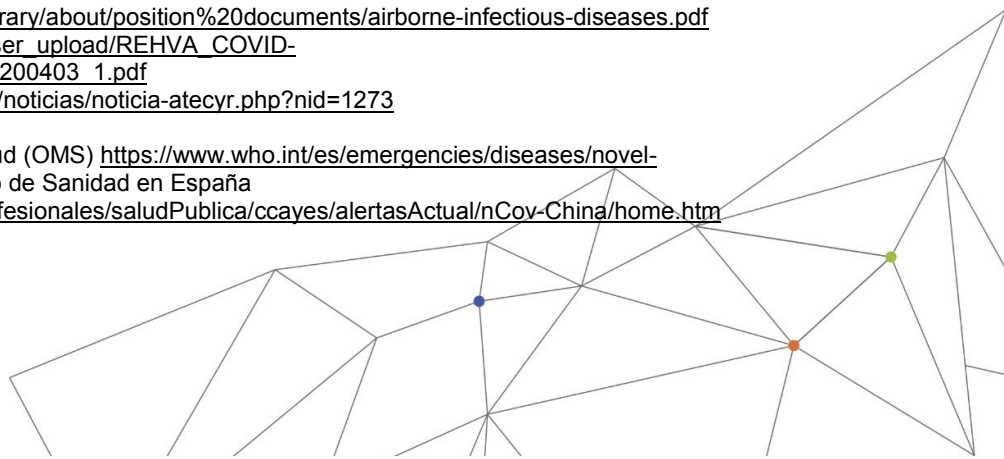 rary/about/position%20documents/airborne-infectious-diseases.pdf
ser_upload/REHVA_COVID-
200403_1.pdf
/noticias/noticia-atecyr.php?nid=1273
ud (OMS) https://www.who.int/es/emergencies/diseases/novel-
o de Sanidad en España
fesionales/saludPublica/ccayes/alertasActual/nCov-China/home.htm